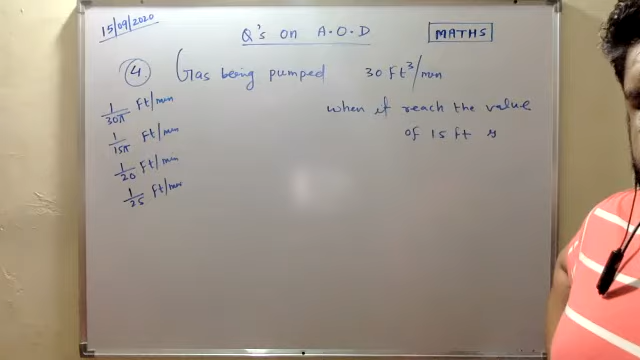 15/09/2020
Q's on A.O.D
MATHS
4 Gas being pumped 30 ft³/min
1/30π ft/min
1/15π ft/min
1/20 ft/min
1/25 ft/min
when it reach the value
of 15 ft